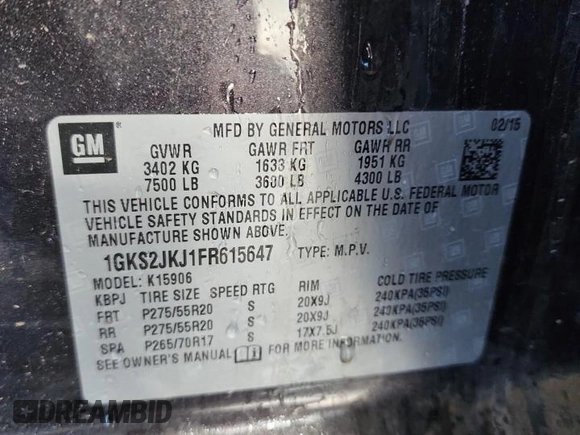 MFD BY GENERAL MOTORS LLC 02/15
GM
GVWR GAWR FRT GAWR RR
3402 KG 1633 KG 1951 KG
7500 LB 3600 LB 4300 LB
THIS VEHICLE CONFORMS TO ALL APPLICABLE U.S. FEDERAL MOTOR
VEHICLE SAFETY STANDARDS IN EFFECT ON THE DATE OF
MANUFACTURE SHOWN ABOVE.
1GKS2JKJ1FR615647 TYPE: M.P.V.
MODEL: K15906
KBPJ TIRE SIZE SPEED RTG RIM COLD TIRE PRESSURE
FRT P275/55R20 S 20X9J 240KPA(35PSI)
RR P275/55R20 S 20X9J 240KPA(35PSI)
SPA P265/70R17 S 17X7.5J 240KPA(35PSI)
SEE OWNER'S MANUAL FOR MORE INFORMATION.
DREAMBID